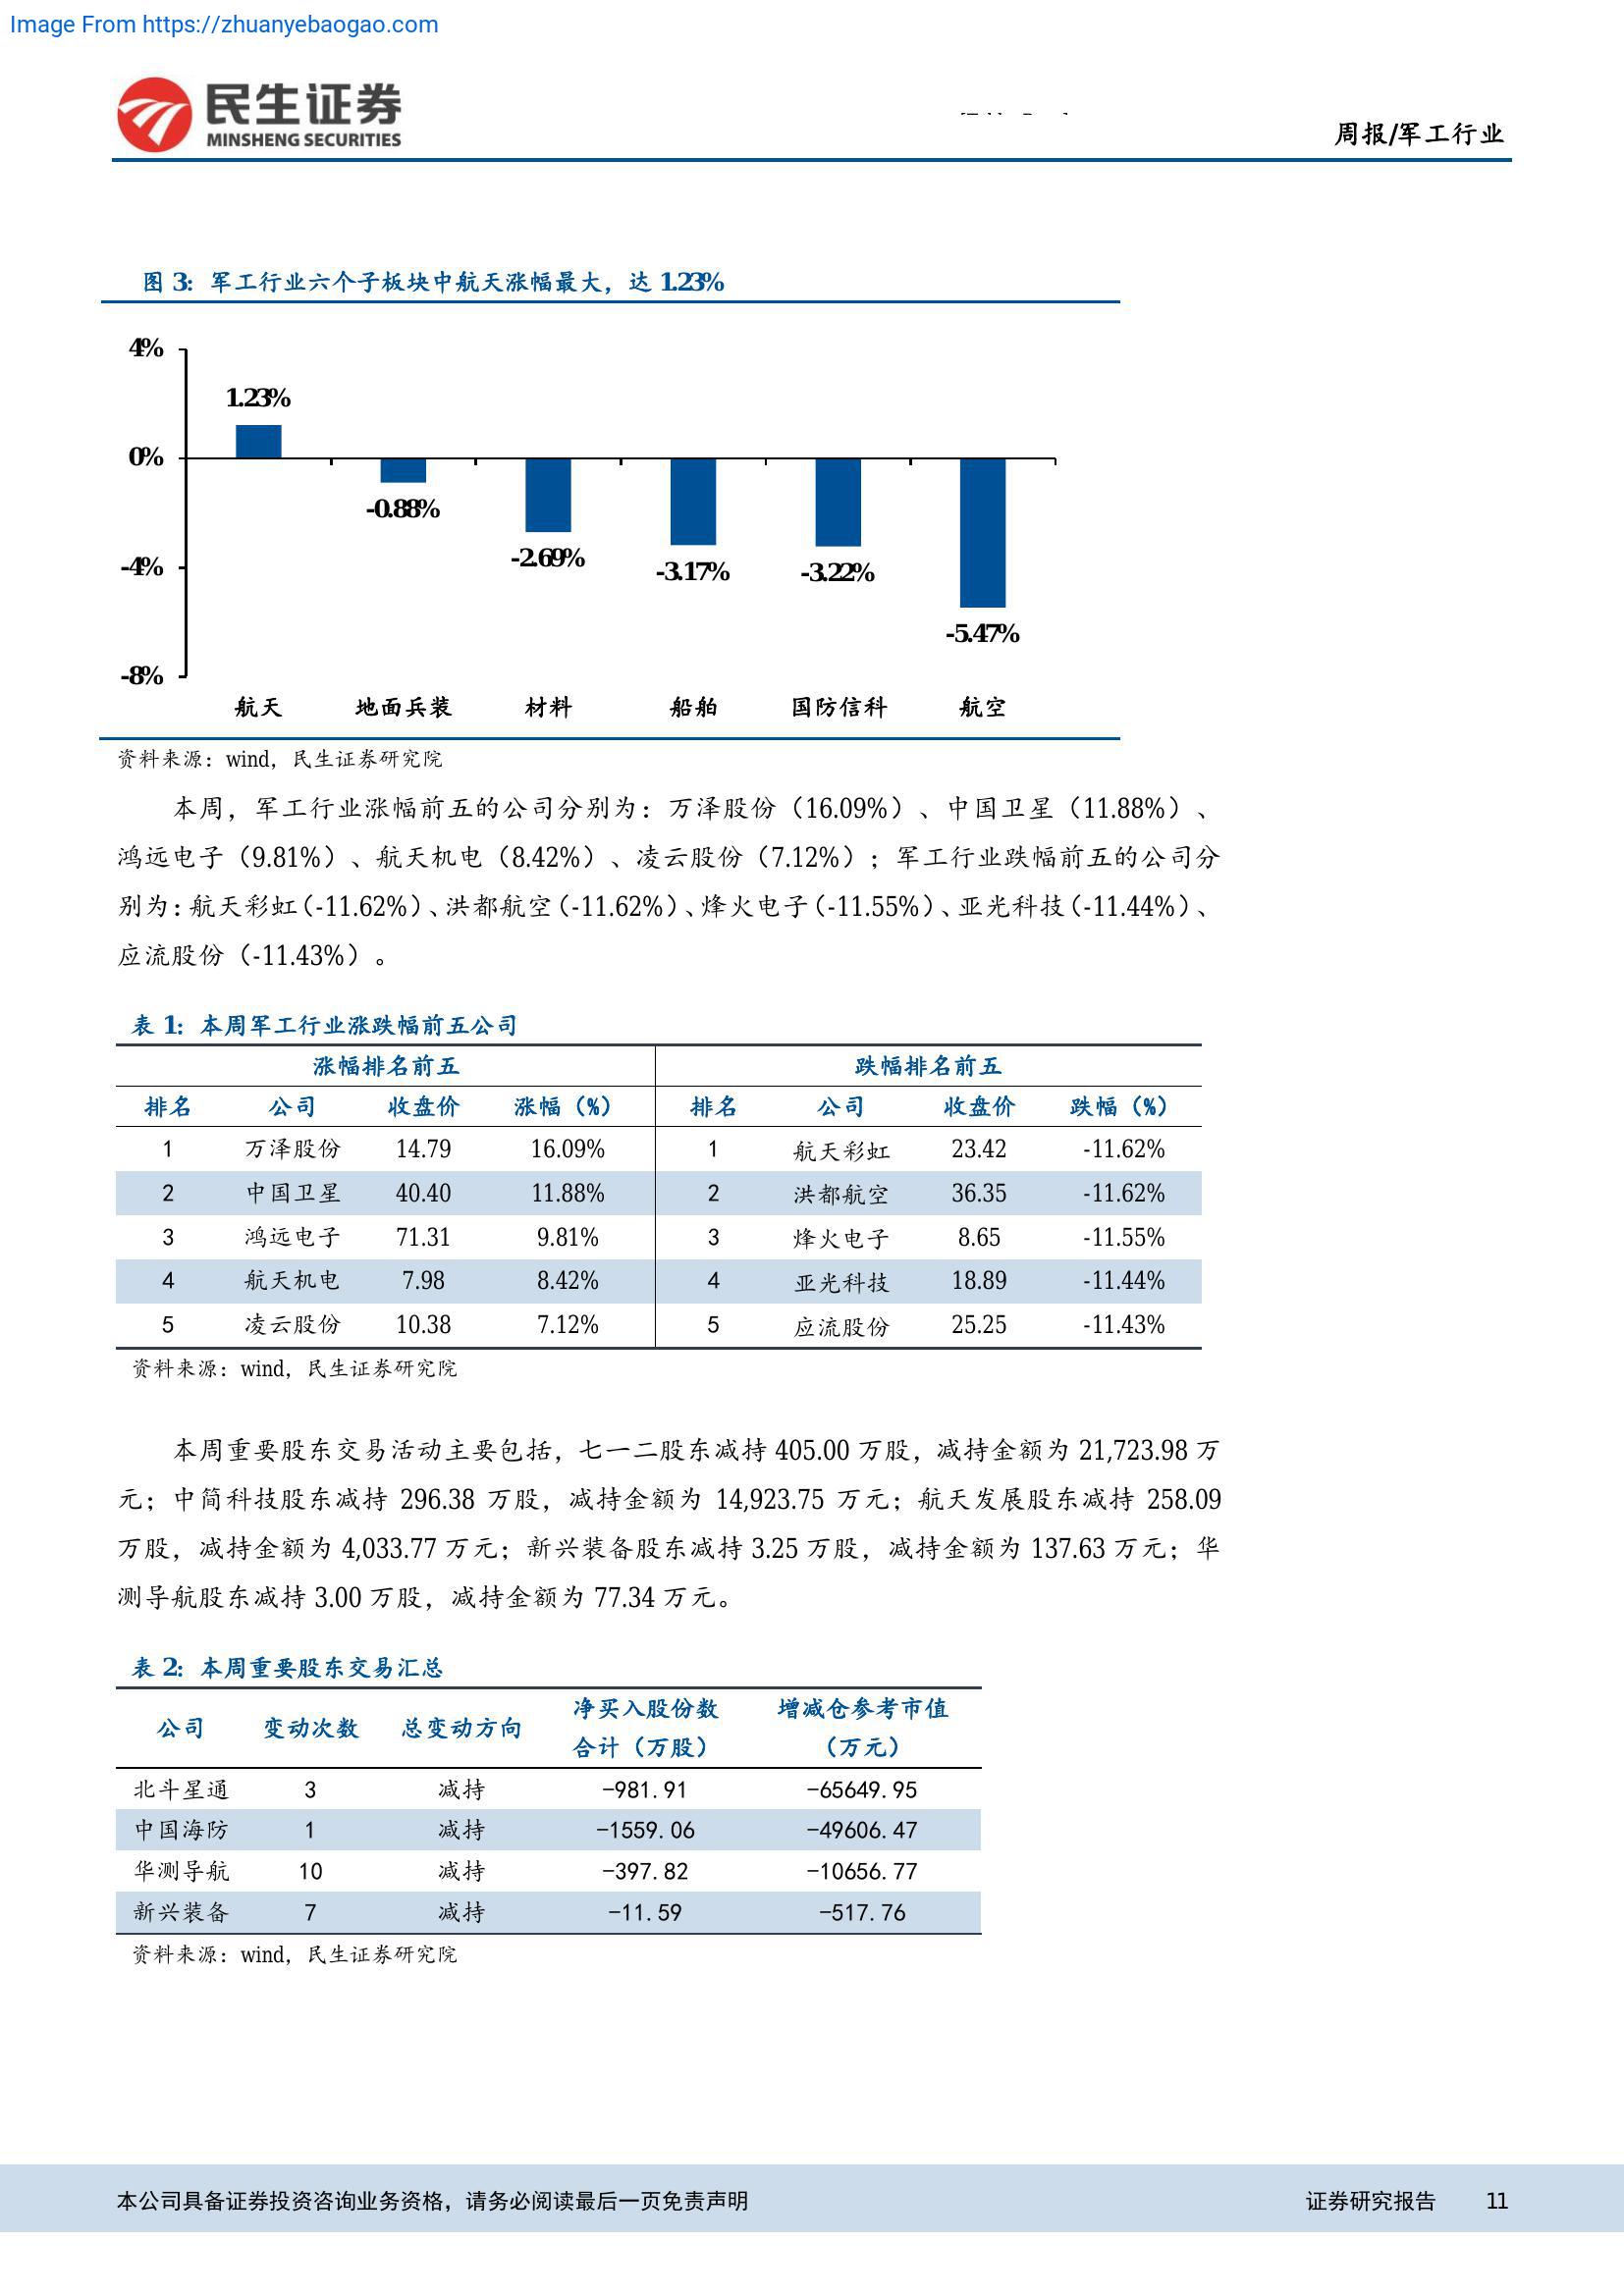 Image From https://zhuanyebaogao.com
民生证券
MINSHENG SECURITIES
周报/军工行业
图 3：军工行业六个子板块中航天涨幅最大，达 1.23%
4%
1.23%
0%
-0.88%
-2.69%
-3.17%
-3.22%
-4%
-5.47%
-8%
航天 地面兵装 材料 船舶 国防信科 航空
资料来源：wind，民生证券研究院
本周，军工行业涨幅前五的公司分别为：万泽股份（16.09%）、中国卫星（11.88%）、
鸿远电子（9.81%）、航天机电（8.42%）、凌云股份（7.12%）；军工行业跌幅前五的公司分
别为：航天彩虹（-11.62%）、洪都航空（-11.62%）、烽火电子（-11.55%）、亚光科技（-11.44%）、
应流股份（-11.43%）。
表 1：本周军工行业涨跌幅前五公司
涨幅排名前五 跌幅排名前五
排名 公司 收盘价 涨幅（%） 排名 公司 收盘价 跌幅（%）
1 万泽股份 14.79 16.09% 1 航天彩虹 23.42 -11.62%
2 中国卫星 40.40 11.88% 2 洪都航空 36.35 -11.62%
3 鸿远电子 71.31 9.81% 3 烽火电子 8.65 -11.55%
4 航天机电 7.98 8.42% 4 亚光科技 18.89 -11.44%
5 凌云股份 10.38 7.12% 5 应流股份 25.25 -11.43%
资料来源：wind，民生证券研究院
本周重要股东交易活动主要包括，七一二股东减持 405.00 万股，减持金额为 21,723.98 万
元；中简科技股东减持 296.38 万股，减持金额为 14,923.75 万元；航天发展股东减持 258.09
万股，减持金额为 4,033.77 万元；新兴装备股东减持 3.25 万股，减持金额为 137.63 万元；华
测导航股东减持 3.00 万股，减持金额为 77.34 万元。
表 2：本周重要股东交易汇总
公司 变动次数 总变动方向 净买入股份数 增减仓参考市值
合计（万股） （万元）
北斗星通 3 减持 -981.91 -65649.95
中国海防 1 减持 -1559.06 -49606.47
华测导航 10 减持 -397.82 -10656.77
新兴装备 7 减持 -11.59 -517.76
资料来源：wind，民生证券研究院
本公司具备证券投资咨询业务资格，请务必阅读最后一页免责声明 证券研究报告 11